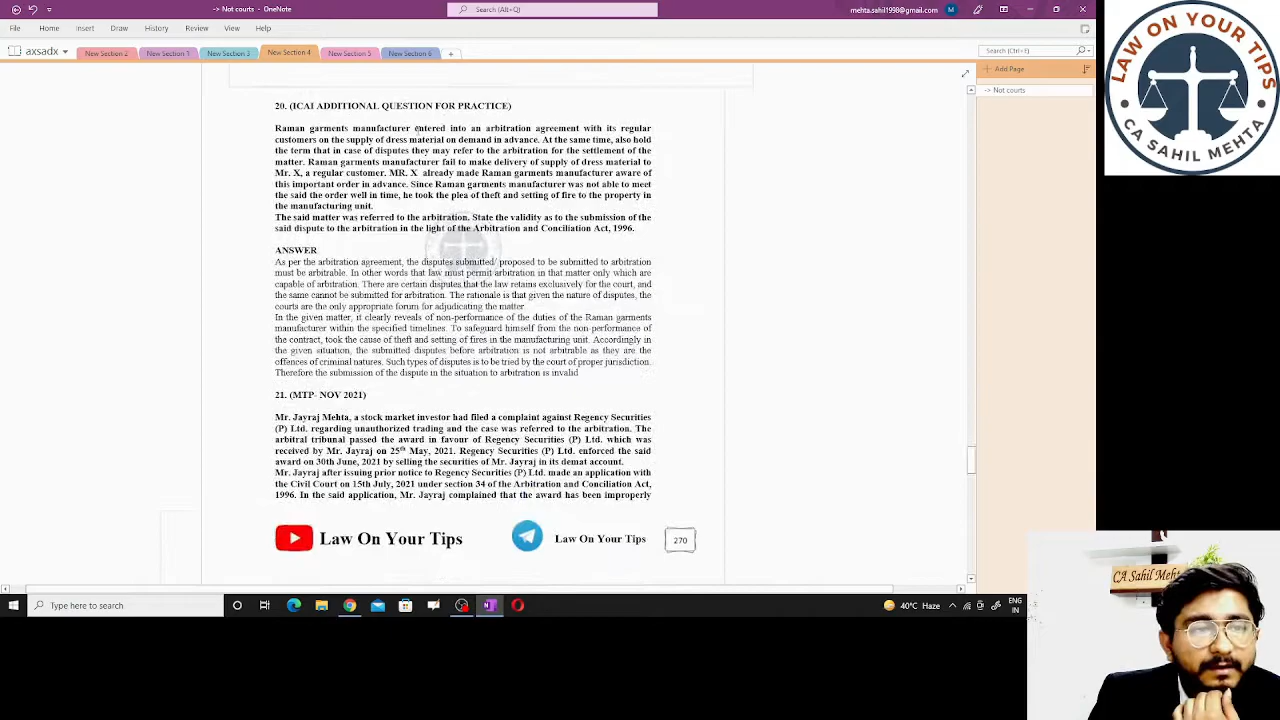 Not courts - OneNote
Search (Alt+Q)
mehta.sahil1998@gmail.com
M
File Home Insert Draw History Review View Help
axsadx
New Section 2 New Section 1 New Section 3 New Section 4 New Section 5 New Section 6 +
Search (Ctrl+E)
Add Page
Not courts
20. (ICAI ADDITIONAL QUESTION FOR PRACTICE)
Raman garments manufacturer entered into an arbitration agreement with its regular
customers on the supply of dress material on demand in advance. At the same time, also hold
the term that in case of disputes they may refer to the arbitration for the settlement of the
matter. Raman garments manufacturer fail to make delivery of supply of dress material to
Mr. X, a regular customer. MR. X already made Raman garments manufacturer aware of
this important order in advance. Since Raman garments manufacturer was not able to meet
the said the order well in time, he took the plea of theft and setting of fire to the property in
the manufacturing unit.
The said matter was referred to the arbitration. State the validity as to the submission of the
said dispute to the arbitration in the light of the Arbitration and Conciliation Act, 1996.
ANSWER
As per the arbitration agreement, the disputes submitted/ proposed to be submitted to arbitration
must be arbitrable. In other words that law must permit arbitration in that matter only which are
capable of arbitration. There are certain disputes that the law retains exclusively for the court, and
the same cannot be submitted for arbitration. The rationale is that given the nature of disputes, the
courts are the only appropriate forum for adjudicating the matter
In the given matter, it clearly reveals of non-performance of the duties of the Raman garments
manufacturer within the specified timelines. To safeguard himself from the non-performance of
the contract, took the cause of theft and setting of fires in the manufacturing unit. Accordingly in
the given situation, the submitted disputes before arbitration is not arbitrable as they are the
offences of criminal natures. Such types of disputes is to be tried by the court of proper jurisdiction.
Therefore the submission of the dispute in the situation to arbitration is invalid
21. (MTP- NOV 2021)
Mr. Jayraj Mehta, a stock market investor had filed a complaint against Regency Securities
(P) Ltd. regarding unauthorized trading and the case was referred to the arbitration. The
arbitral tribunal passed the award in favour of Regency Securities (P) Ltd. which was
received by Mr. Jayraj on 25th May, 2021. Regency Securities (P) Ltd. enforced the said
award on 30th June, 2021 by selling the securities of Mr. Jayraj in its demat account.
Mr. Jayraj after issuing prior notice to Regency Securities (P) Ltd. made an application with
the Civil Court on 15th July, 2021 under section 34 of the Arbitration and Conciliation Act,
1996. In the said application, Mr. Jayraj complained that the award has been improperly
Law On Your Tips
Law On Your Tips
270
Type here to search
40°C Haze
ENG
IN
LAW ON YOUR TIPS
CA SAHIL MEHTA
CA Sahil Meht